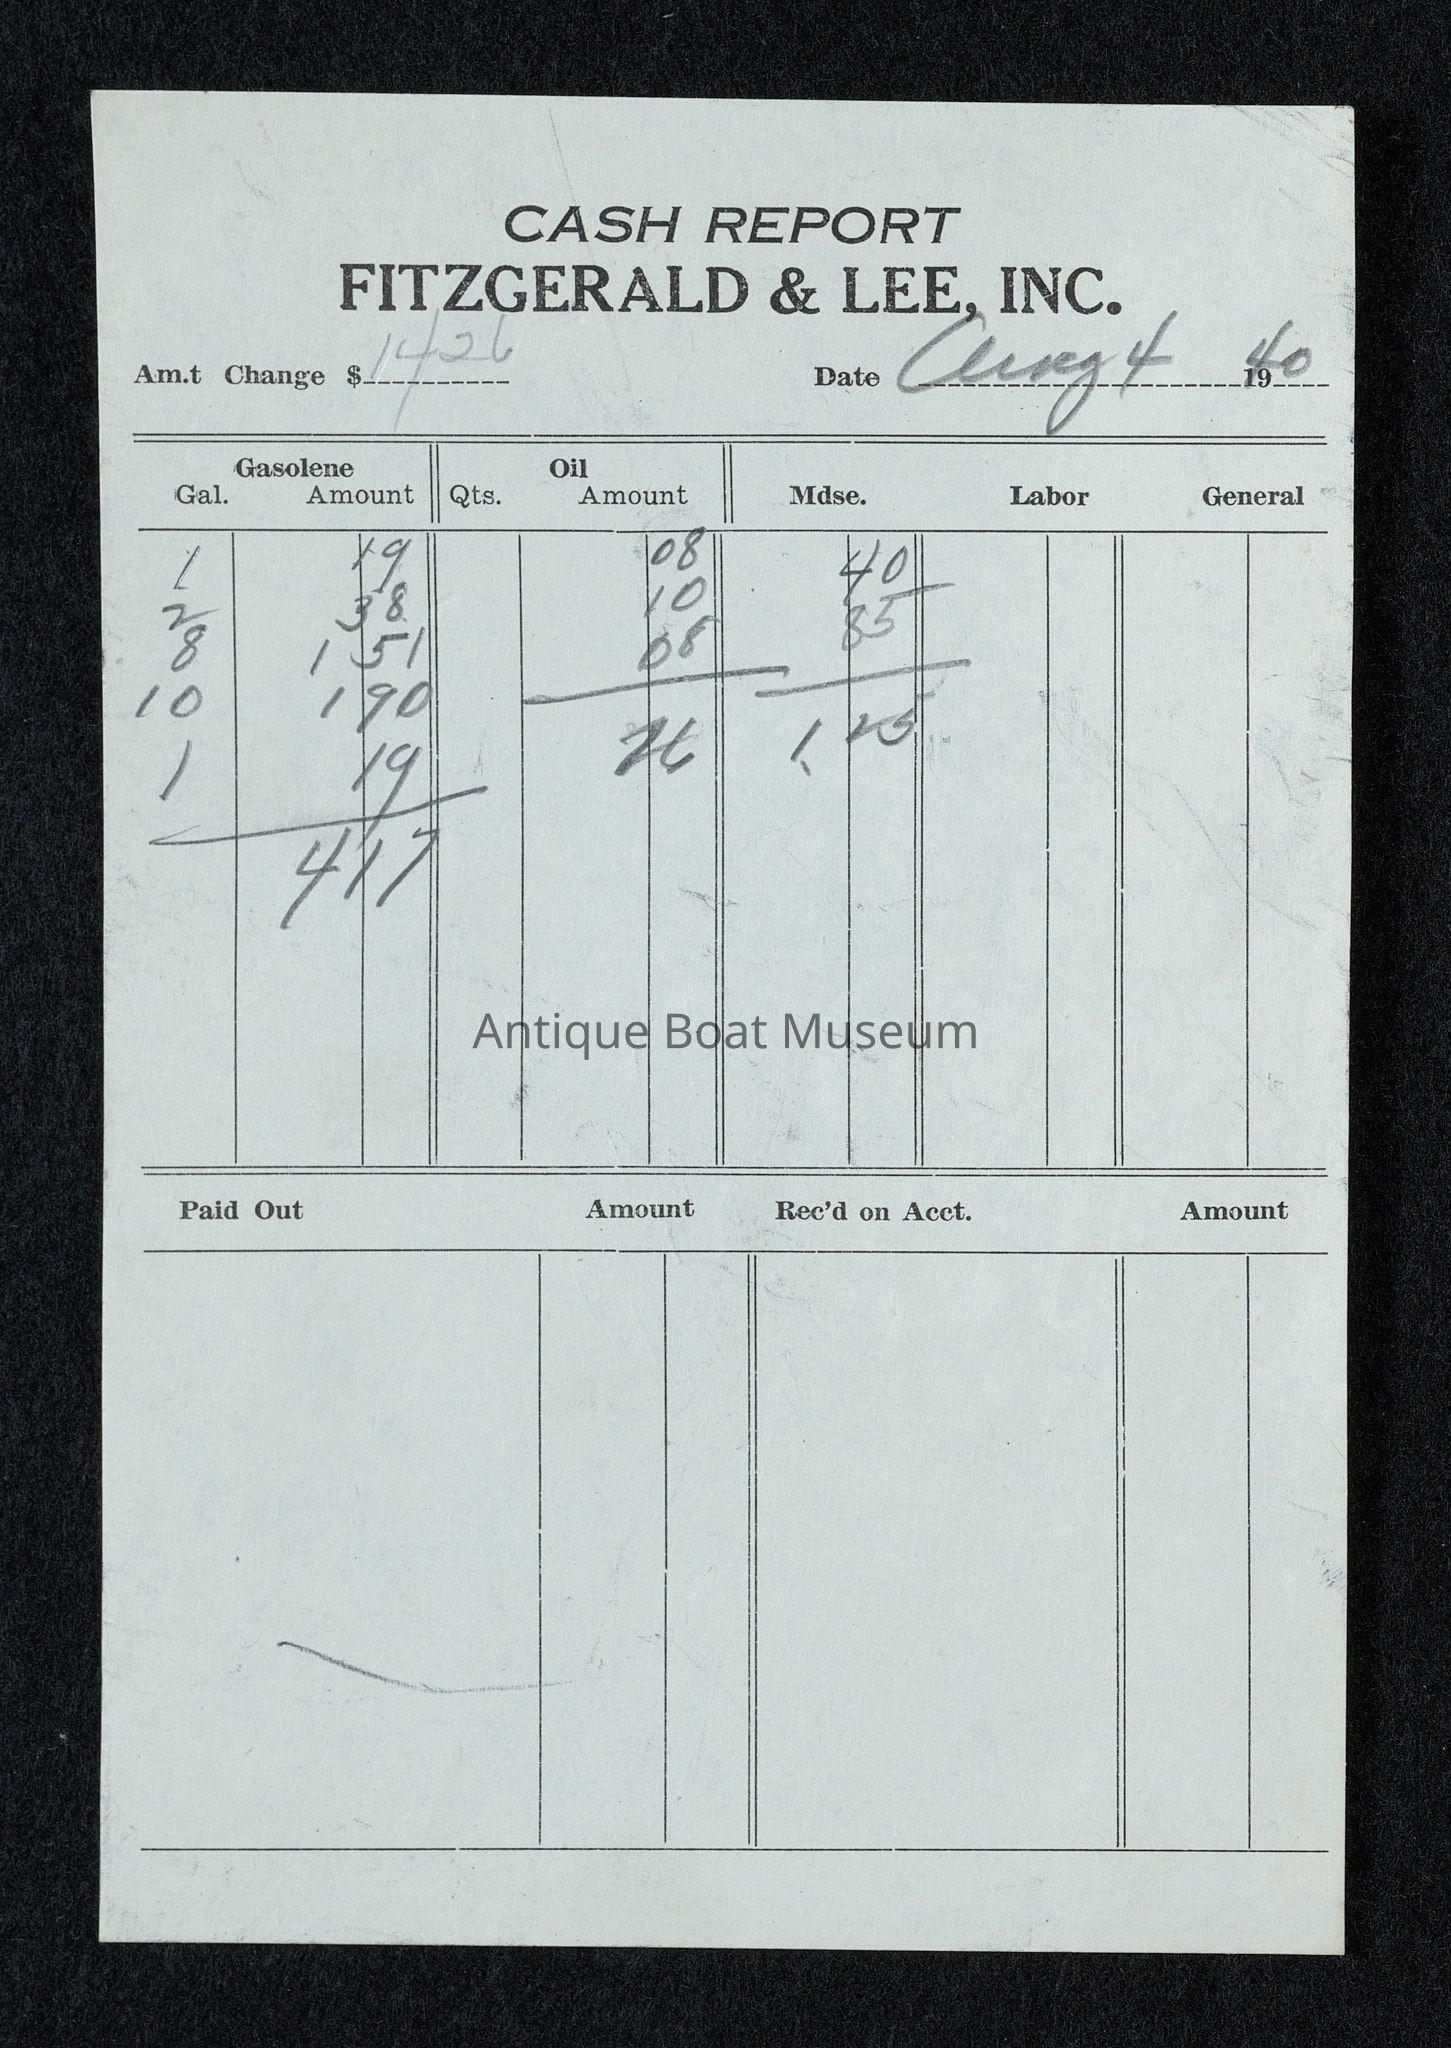 CASH REPORT
FITZGERALD & LEE, INC.
Am.t Change $ 14 26 Date Aug 4 1940
Gasolene Oil
Gal. Amount Qts. Amount Mdse. Labor General
1 19 08 40
2 38 10 85
8 1 51 08
10 1 90 26 1.25
1 19
4 17
Antique Boat Museum
Paid Out Amount Rec'd on Acct. Amount